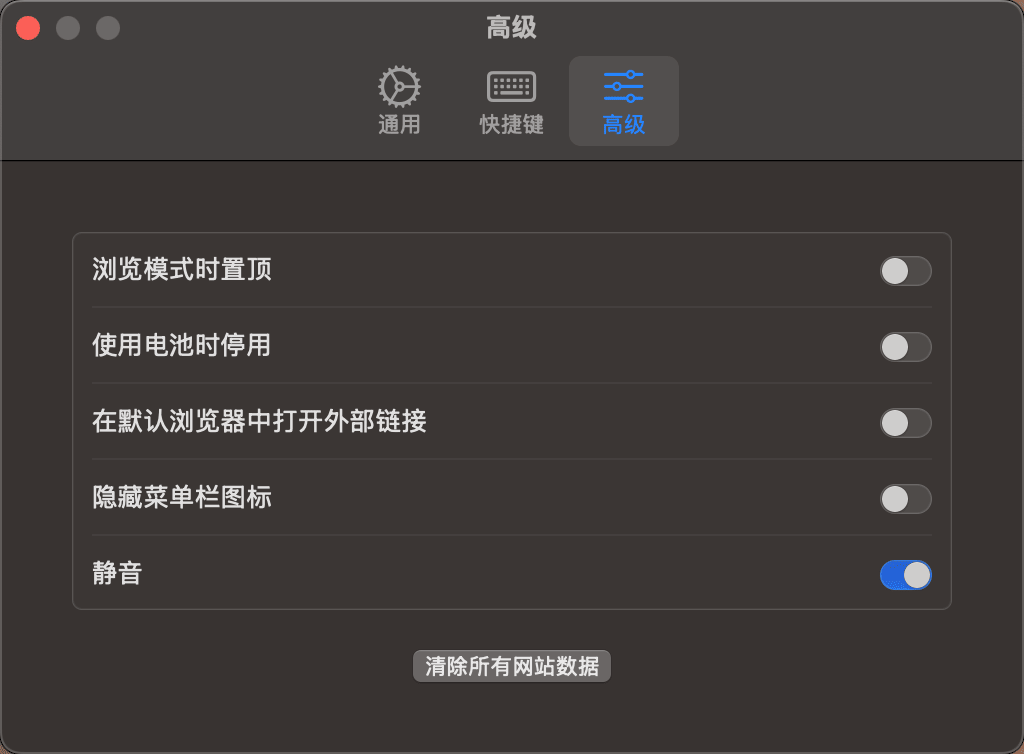 高级
通用
快捷键
高级
浏览模式时置顶
使用电池时停用
在默认浏览器中打开外部链接
隐藏菜单栏图标
静音
清除所有网站数据